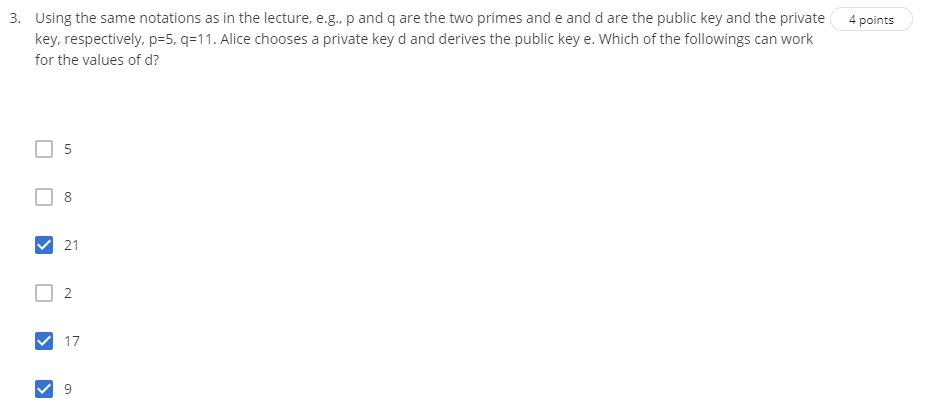 3. Using the same notations as in the lecture, e.g., p and q are the two primes and e and d are the public key and the private
4 points
key, respectively, p=5, q=11. Alice chooses a private key d and derives the public key e. Which of the followings can work
for the values of d?
5
8
21
2
17
9